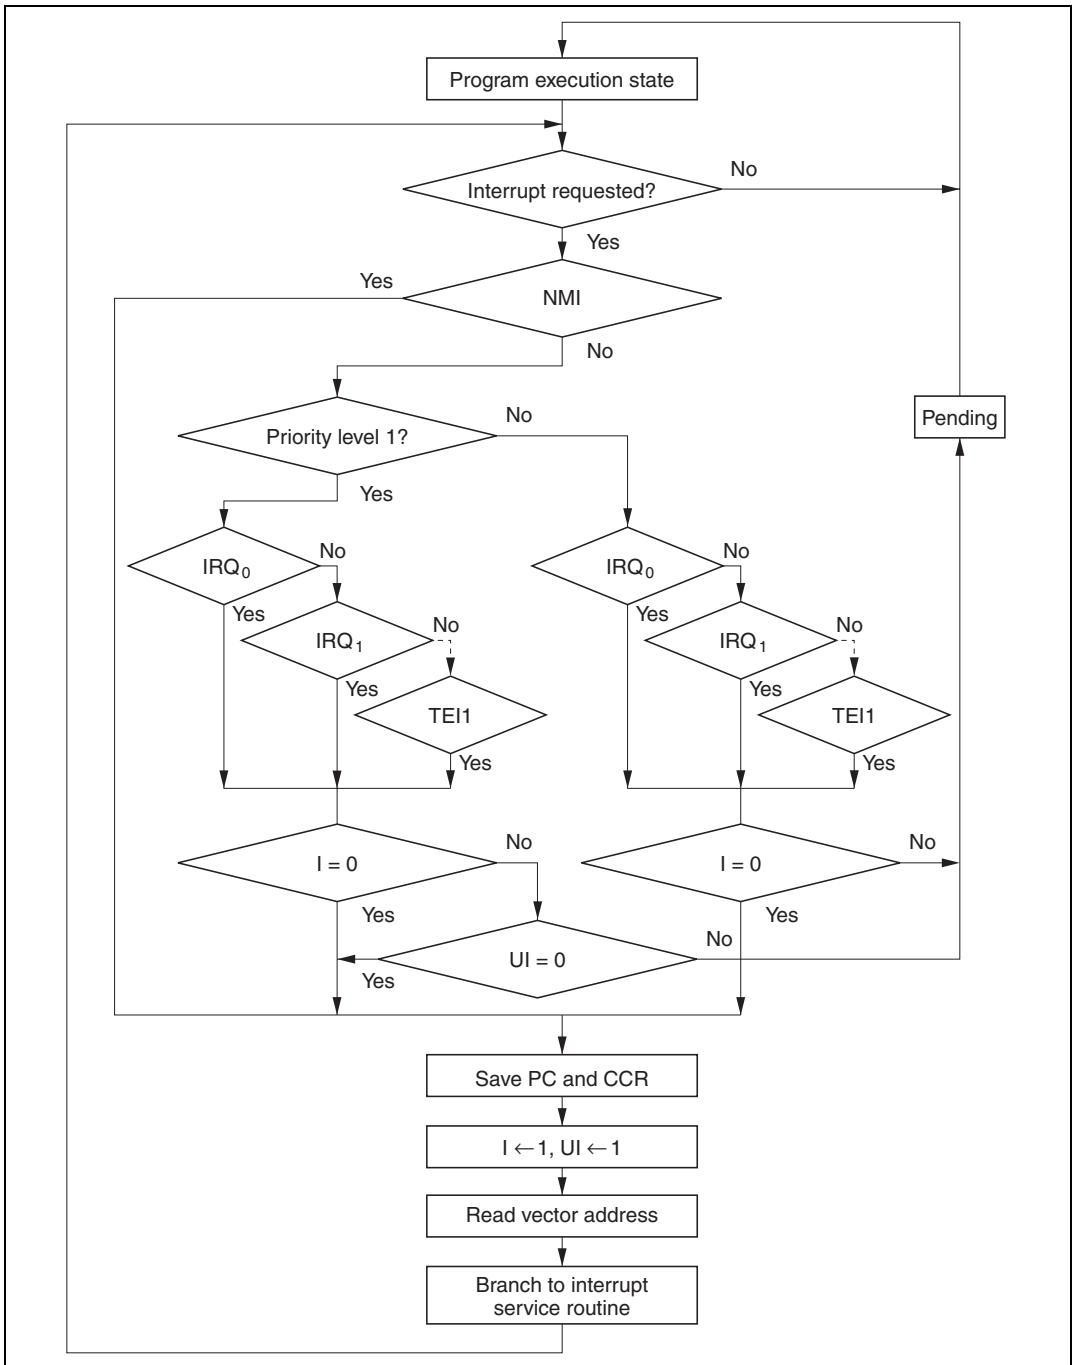 Program execution state
Interrupt requested?
No
Yes
Yes
NMI
No
Pending
Priority level 1?
No
Yes
IRQ0
No
Yes
IRQ1
No
Yes
TEI1
Yes
IRQ0
No
Yes
IRQ1
No
Yes
TEI1
Yes
I = 0
No
Yes
I = 0
No
Yes
UI = 0
No
Yes
Save PC and CCR
I ← 1, UI ← 1
Read vector address
Branch to interrupt
service routine